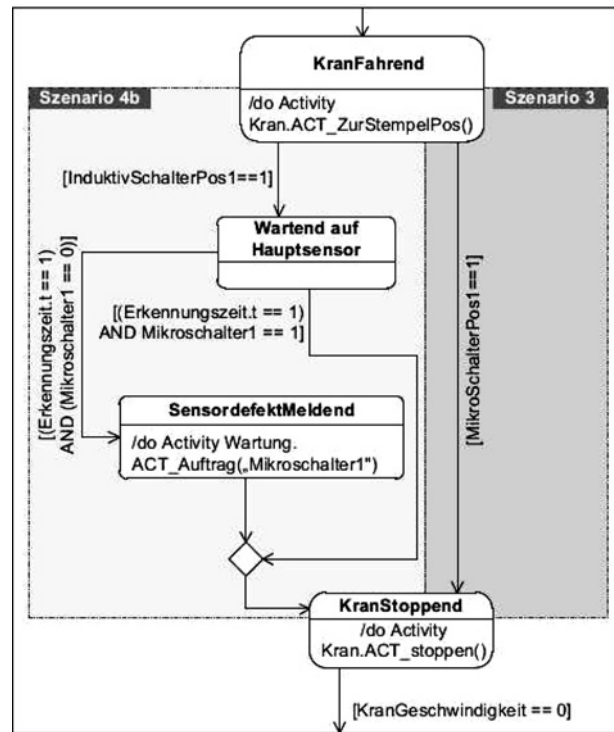 KranFahrend
Szenario 4b
Szenario 3
/do Activity
Kran.ACT_ZurStempelPos()
[InduktivSchalterPos1==1]
Wartend auf
Hauptsensor
[(Erkennungszeit.t == 1)
AND (Mikroschalter1 == 0)]
[(Erkennungszeit.t == 1)
AND Mikroschalter1 == 1]
[MikroSchalterPos1==1]
SensordefektMeldend
/do Activity Wartung.
ACT_Auftrag(„Mikroschalter1")
KranStoppend
/do Activity
Kran.ACT_stoppen()
[KranGeschwindigkeit == 0]